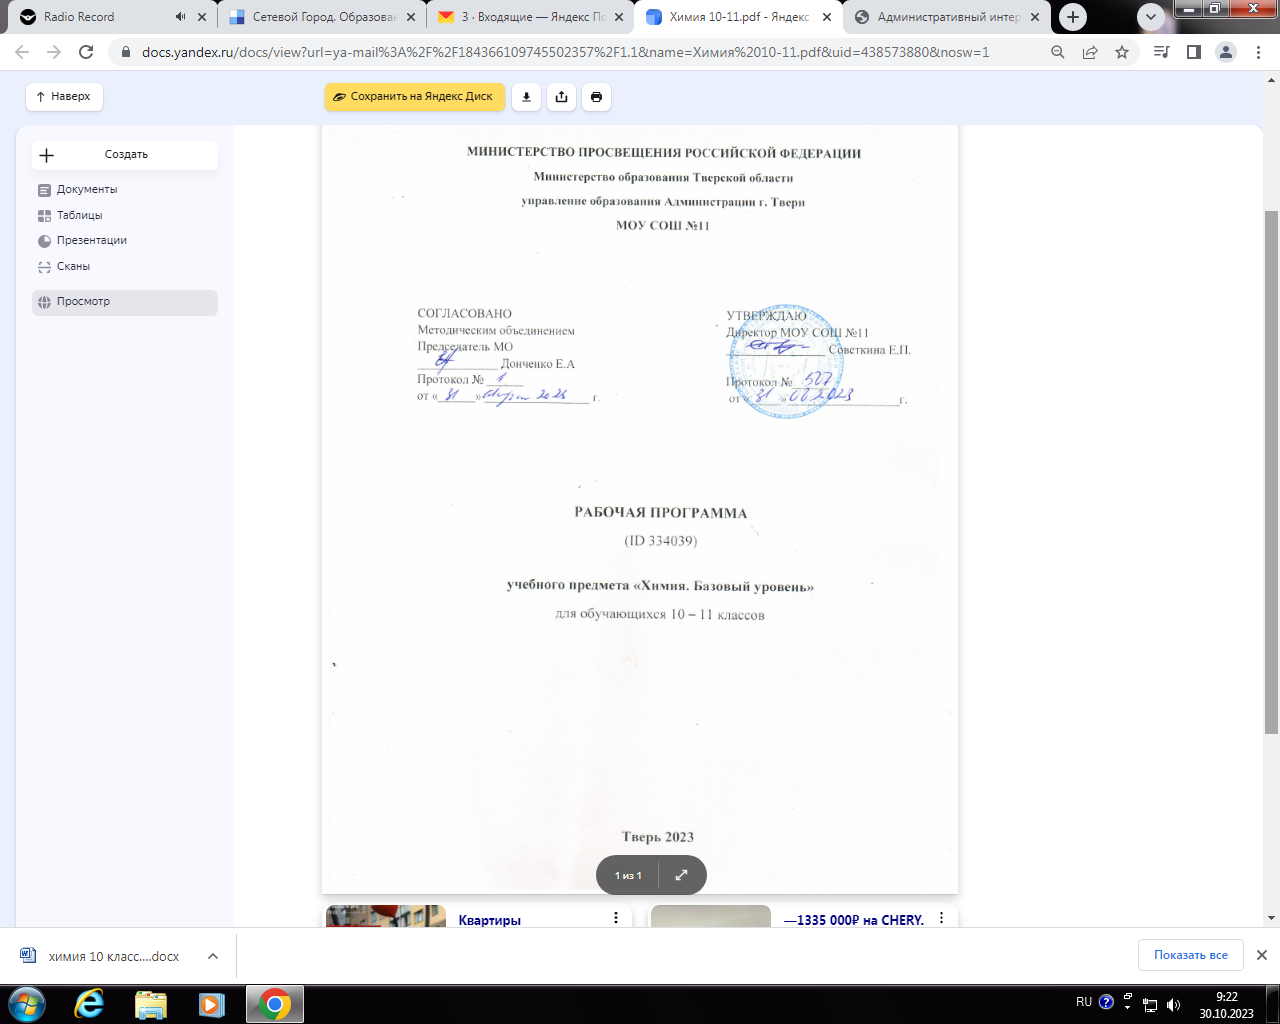 Radio Record
Сетевой Город. Образован
3 · Входящие — Яндекс По
Химия 10-11.pdf - Яндекс
Административный интер
docs.yandex.ru/docs/view?url=ya-mail%3A%2F%2F184366109745502357%2F1.1&name=Химия%2010-11.pdf&uid=438573880&nosw=1
Наверх
Сохранить на Яндекс Диск
Создать
Документы
Таблицы
Презентации
Сканы
Просмотр
МИНИСТЕРСТВО ПРОСВЕЩЕНИЯ РОССИЙСКОЙ ФЕДЕРАЦИИ
Министерство образования Тверской области
управление образования Администрации г. Твери
МОУ СОШ №11
СОГЛАСОВАНО
Методическим объединением
Председатель МО
Донченко Е.А
Протокол № 1
от «31» 2023 г.
УТВЕРЖДАЮ
Директор МОУ СОШ №11
Советкина Е.П.
Протокол № 527
от «31» 08.2023 г.
РАБОЧАЯ ПРОГРАММА
(ID 334039)
учебного предмета «Химия. Базовый уровень»
для обучающихся 10 – 11 классов
Тверь 2023
1 из 1
Квартиры
—1335 000₽ на CHERY.
химия 10 класс....docx
Показать все
RU
9:22
30.10.2023